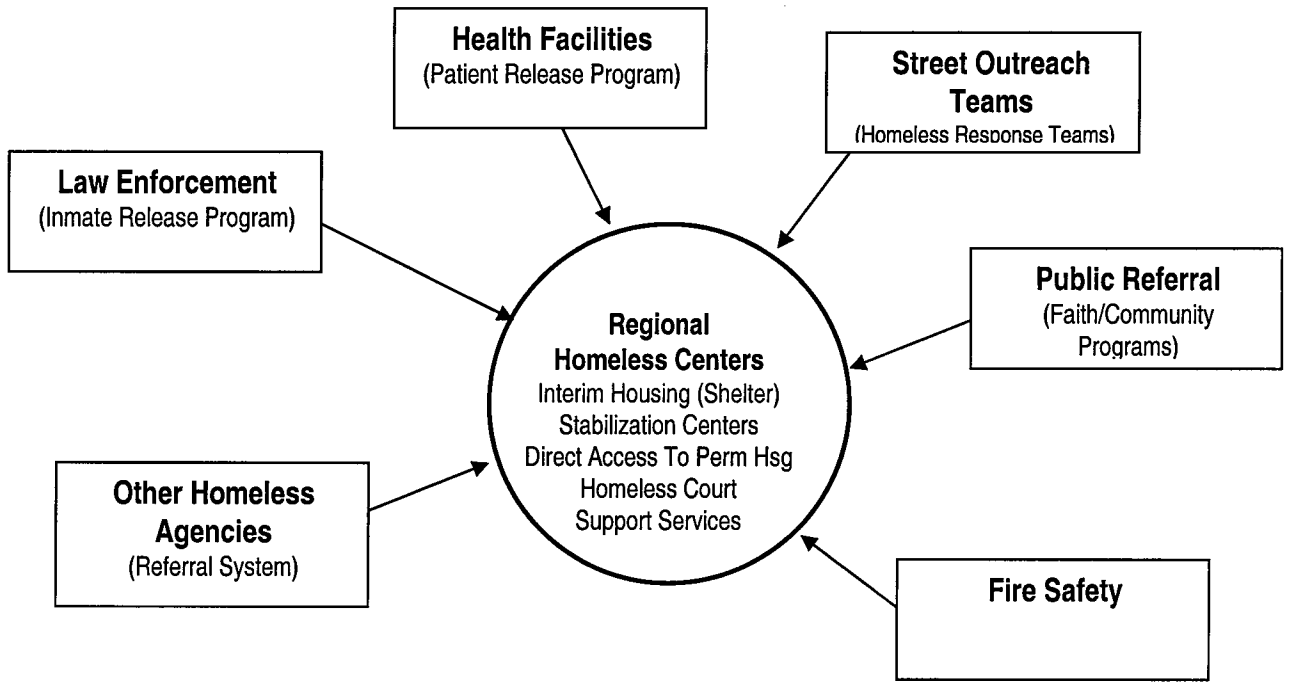 Health Facilities
(Patient Release Program)
Street Outreach
Teams
(Homeless Response Teams)
Law Enforcement
(Inmate Release Program)
Public Referral
(Faith/Community
Programs)
Regional
Homeless Centers
Interim Housing (Shelter)
Stabilization Centers
Direct Access To Perm Hsg
Homeless Court
Support Services
Other Homeless
Agencies
(Referral System)
Fire Safety